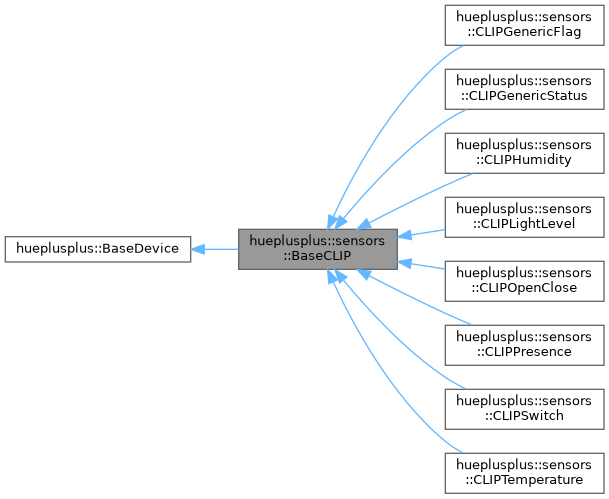 hueplusplus::BaseDevice
hueplusplus::sensors
::BaseCLIP
hueplusplus::sensors
::CLIPGenericFlag
hueplusplus::sensors
::CLIPGenericStatus
hueplusplus::sensors
::CLIPHumidity
hueplusplus::sensors
::CLIPLightLevel
hueplusplus::sensors
::CLIPOpenClose
hueplusplus::sensors
::CLIPPresence
hueplusplus::sensors
::CLIPSwitch
hueplusplus::sensors
::CLIPTemperature